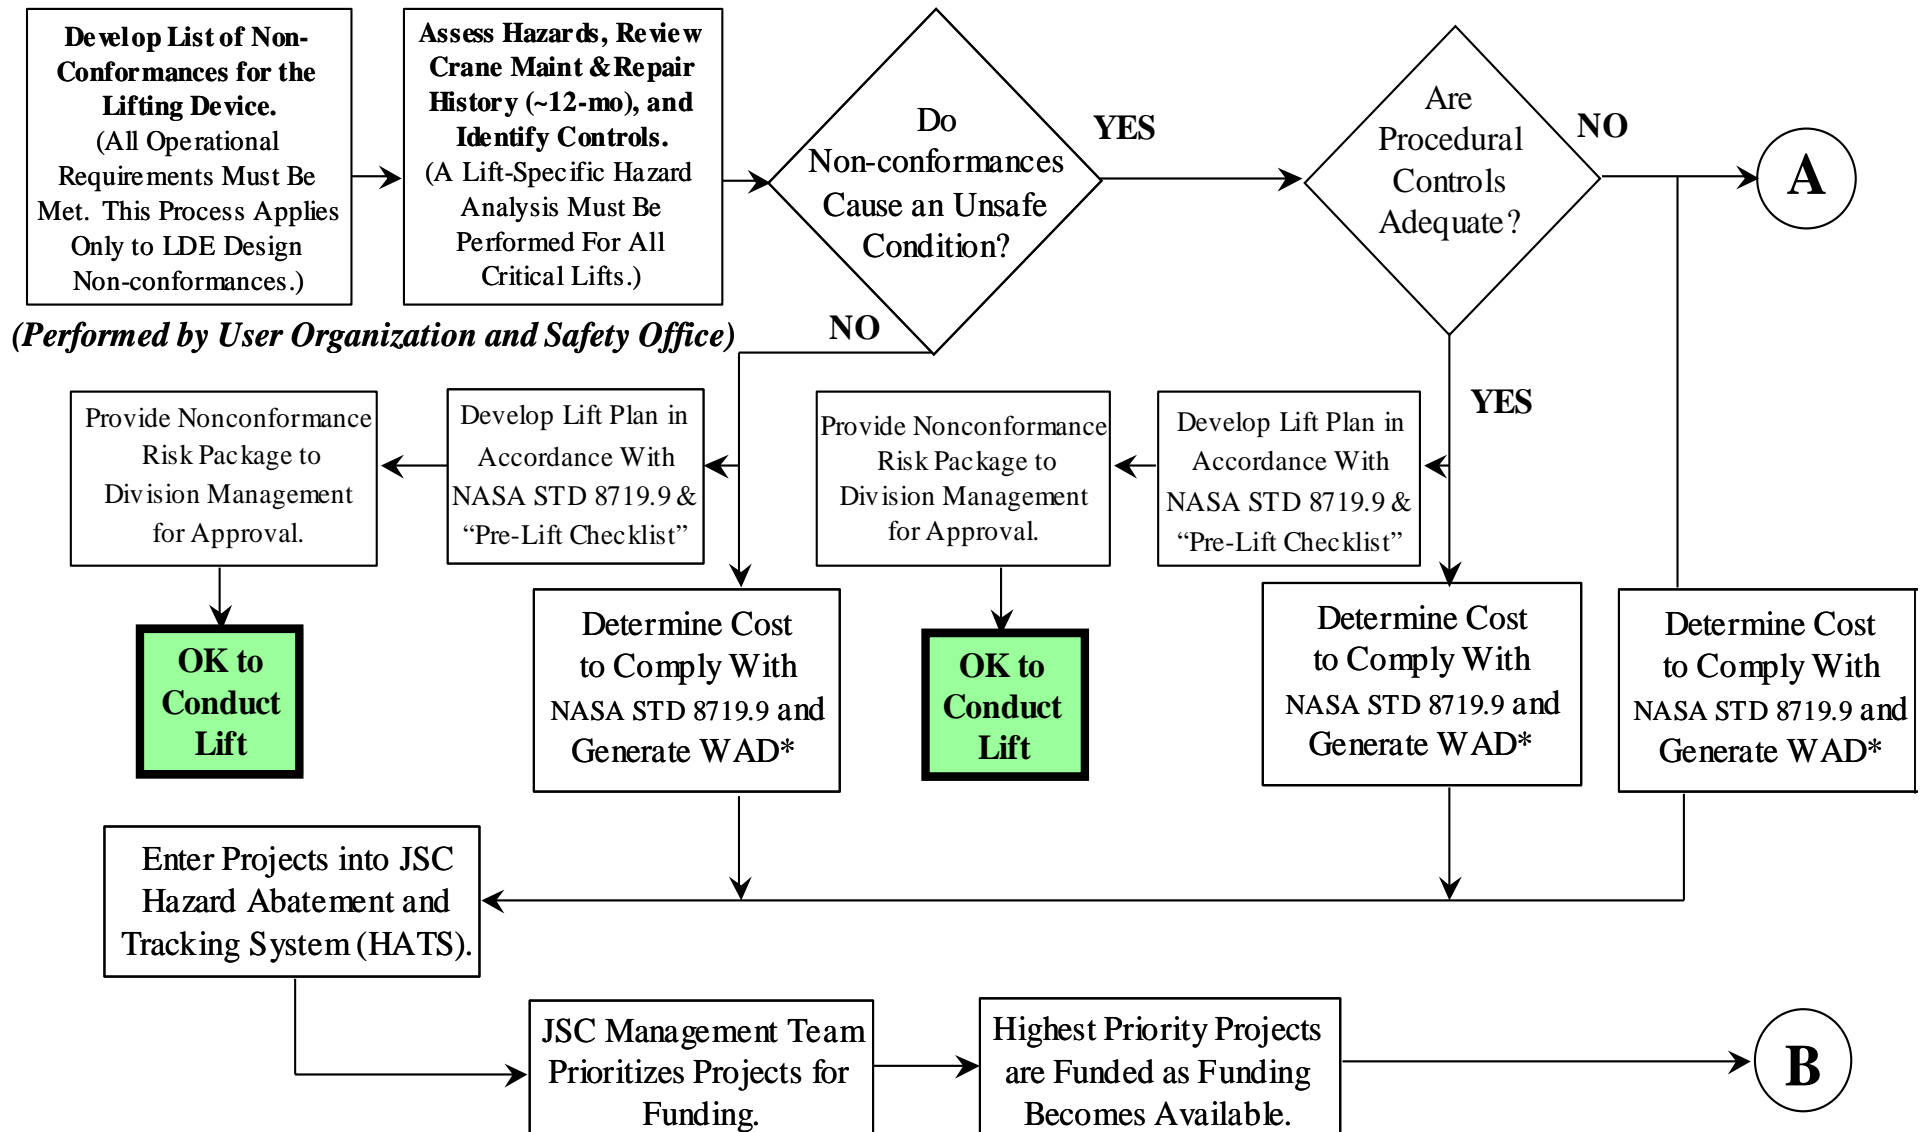 Develop List of Non-
Conformances for the
Lifting Device.
(All Operational
Requirements Must Be
Met.  This Process Applies
Only to LDE Design
Non-conformances.)
Assess Hazards, Review
Crane Maint & Repair
History (~12-mo), and
Identify Controls.
(A Lift-Specific Hazard
Analysis Must Be
Performed For All
Critical Lifts.)
(Performed by User Organization and Safety Office)
Do
Non-conformances
Cause an Unsafe
Condition?
YES
NO
Are
Procedural
Controls
Adequate?
NO
A
YES
Provide Nonconformance
Risk Package to
Division Management
for Approval.
Develop Lift Plan in
Accordance With
NASA STD 8719.9 &
“Pre-Lift Checklist”
Provide Nonconformance
Risk Package to
Division Management
for Approval.
Develop Lift Plan in
Accordance With
NASA STD 8719.9 &
“Pre-Lift Checklist”
OK to
Conduct
Lift
Determine Cost
to Comply With
NASA STD 8719.9 and
Generate WAD*
OK to
Conduct
Lift
Determine Cost
to Comply With
NASA STD 8719.9 and
Generate WAD*
Determine Cost
to Comply With
NASA STD 8719.9 and
Generate WAD*
Enter Projects into JSC
Hazard Abatement and
Tracking System (HATS).
JSC Management Team
Prioritizes Projects for
Funding.
Highest Priority Projects
are Funded as Funding
Becomes Available.
B